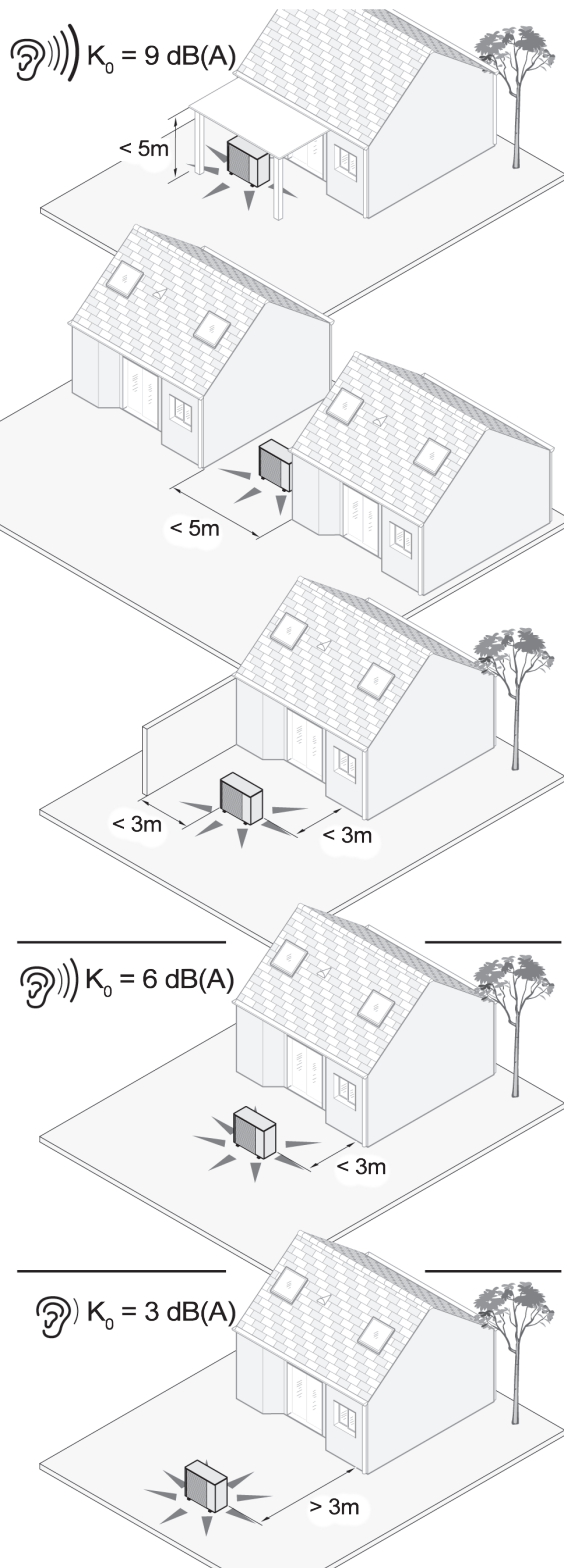 K₀ = 9 dB(A)
< 5m
< 5m
< 3m
< 3m
K₀ = 6 dB(A)
< 3m
K₀ = 3 dB(A)
> 3m